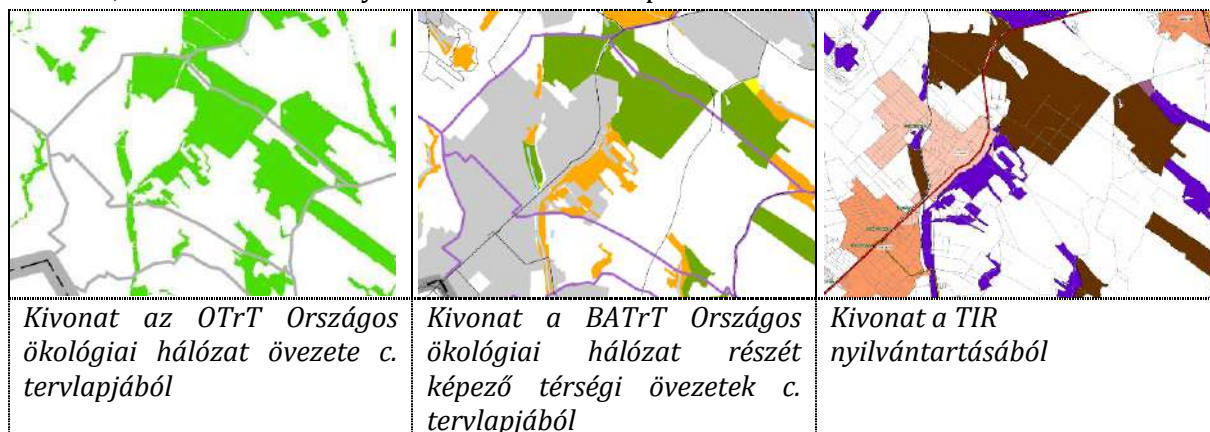 Kivonat az OTrT Országos
ökológiai hálózat övezete c.
tervlapjából
Kivonat a BATrT Országos
ökológiai hálózat részét
képező térségi övezetek c.
tervlapjából
Kivonat a TIR
nyilvántartásából